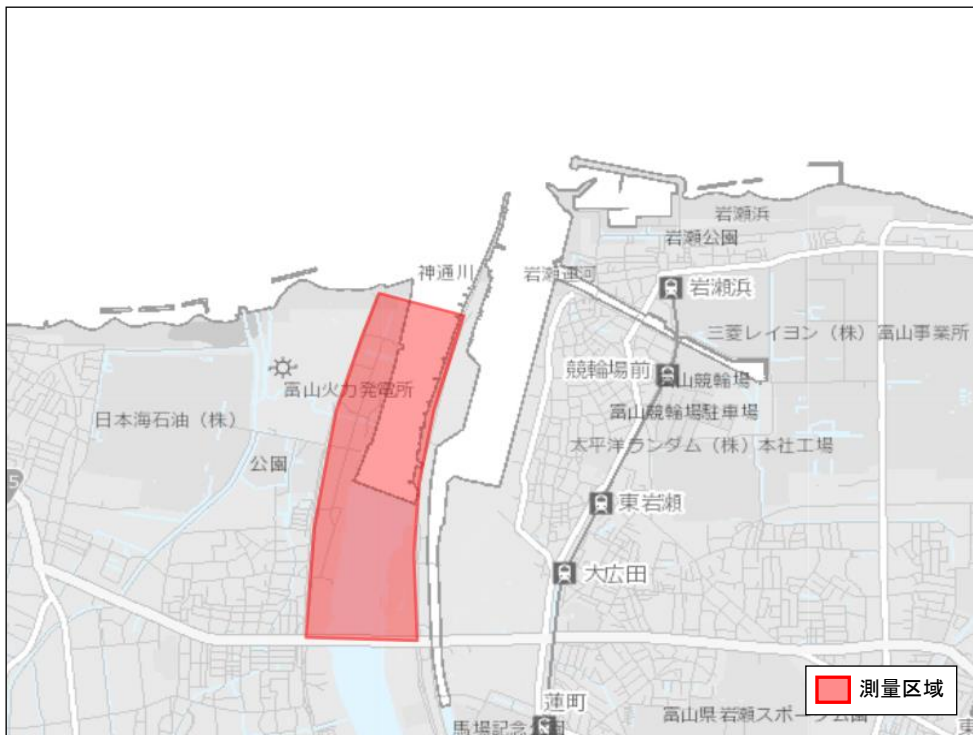 岩瀬浜
岩瀬公園
神通川
岩瀬運河
岩瀬浜
三菱レイヨン（株）富山事業所
競輪場前
山競輪場
富山火力発電所
富山競輪場駐車場
日本海石油（株）
太平洋ランダム（株）本社工場
公園
5
東岩瀬
大広田
測量区域
蓮町
富山県岩瀬スポーツ公園
馬場記念公園
東